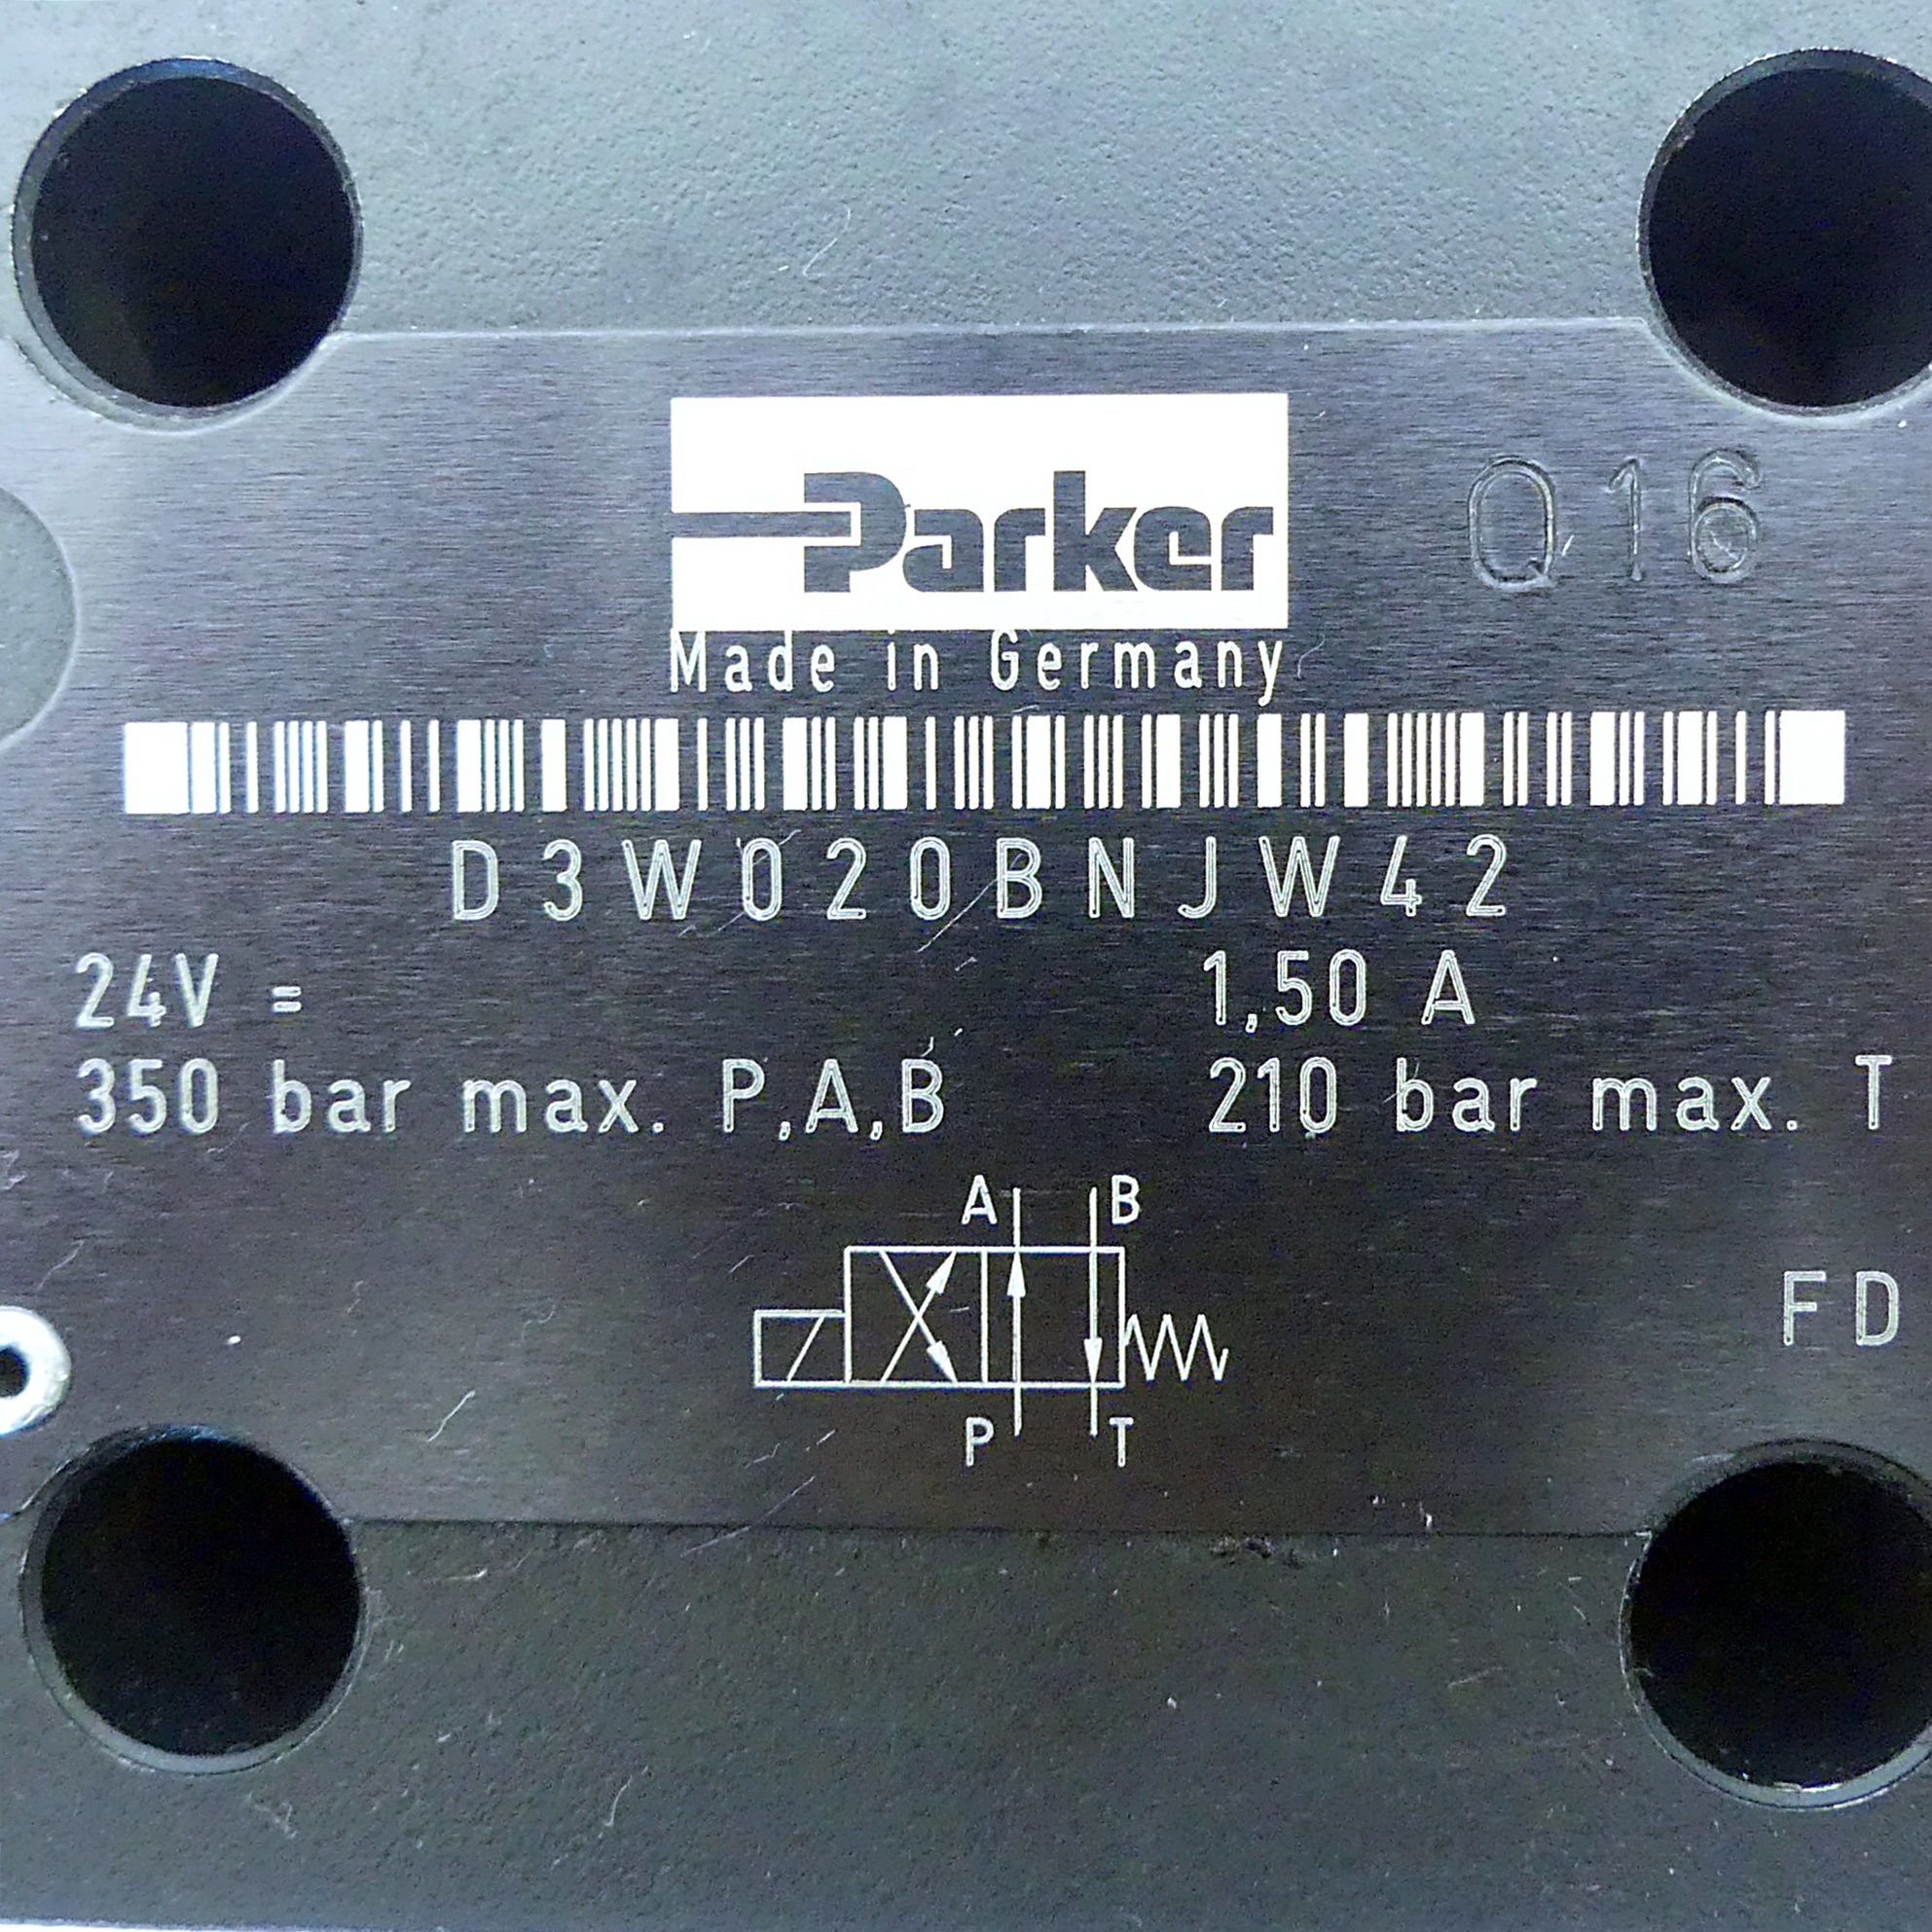 Parker
Q16
Made in Germany
D3W020BNJW42
24V = 1,50 A
350 bar max. P,A,B 210 bar max. T
A B
FD
P T